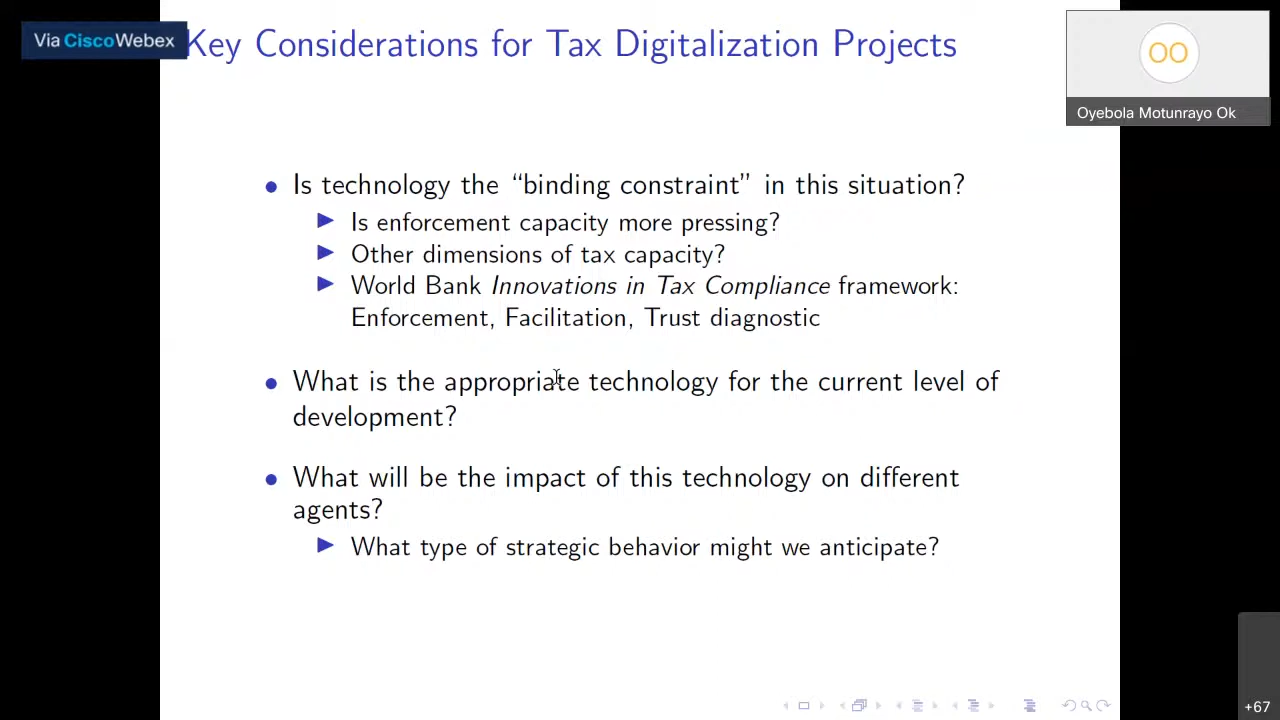 Via CiscoWebex
Key Considerations for Tax Digitalization Projects
OO
Oyebola Motunrayo Ok
• Is technology the “binding constraint” in this situation?
▶ Is enforcement capacity more pressing?
▶ Other dimensions of tax capacity?
▶ World Bank Innovations in Tax Compliance framework:
Enforcement, Facilitation, Trust diagnostic
• What is the appropriate technology for the current level of
development?
• What will be the impact of this technology on different
agents?
▶ What type of strategic behavior might we anticipate?
+67